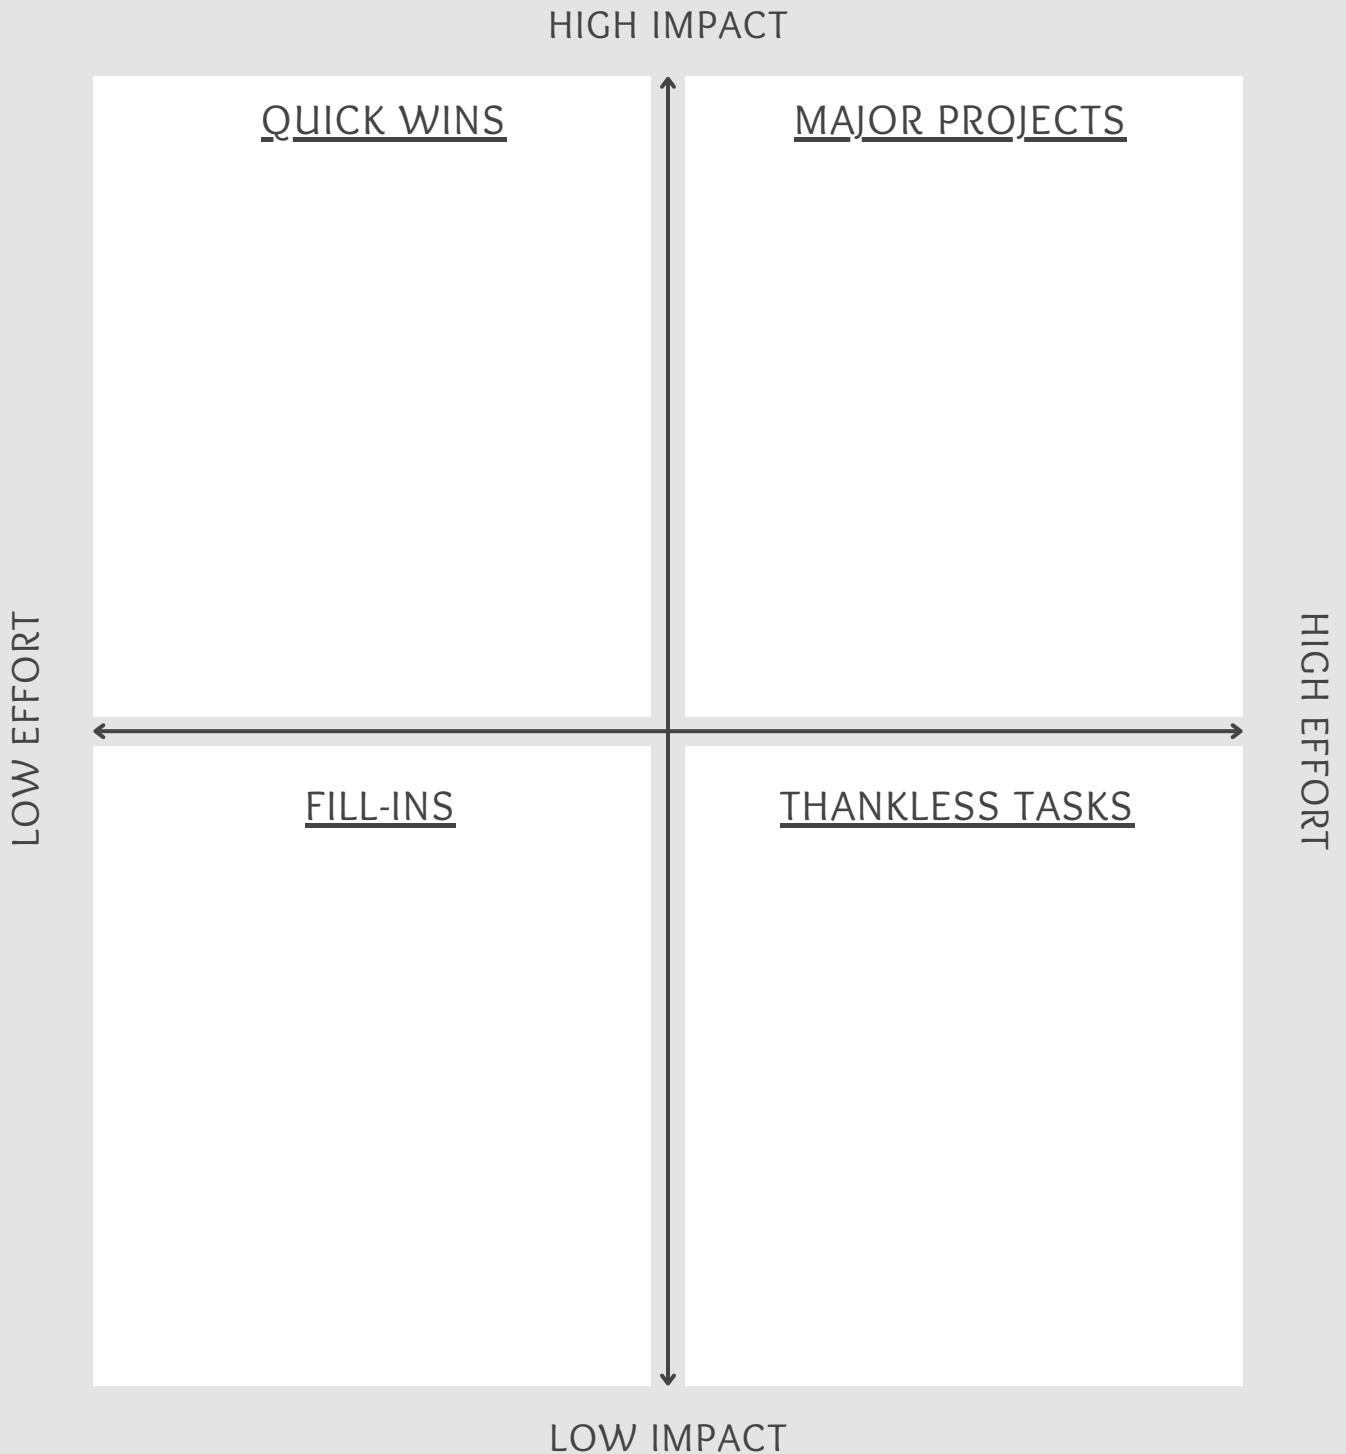 HIGH IMPACT
QUICK WINS
MAJOR PROJECTS
LOW EFFORT
HIGH EFFORT
FILL-INS
THANKLESS TASKS
LOW IMPACT